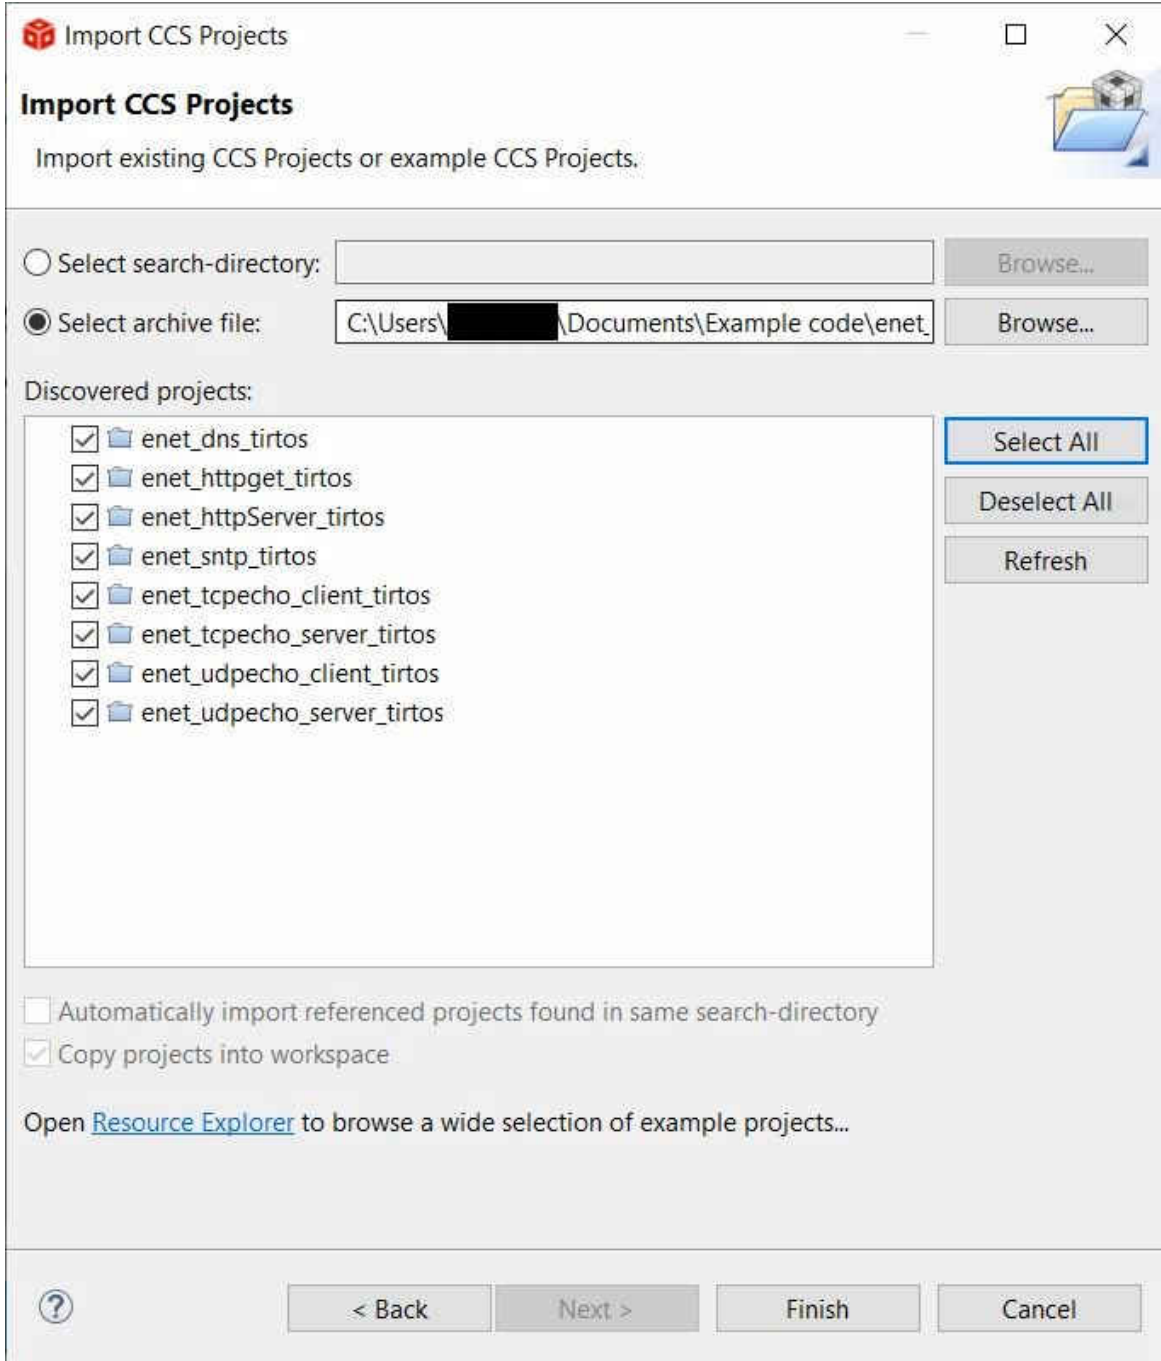 Import CCS Projects
Import CCS Projects
Import existing CCS Projects or example CCS Projects.
Select search-directory: Browse...
Select archive file: C:\Users\ \Documents\Example code\enet_ Browse...
Discovered projects:
enet_dns_tirtos
Select All
enet_httpget_tirtos
Deselect All
enet_httpServer_tirtos
enet_sntp_tirtos
Refresh
enet_tcpecho_client_tirtos
enet_tcpecho_server_tirtos
enet_udpecho_client_tirtos
enet_udpecho_server_tirtos
Automatically import referenced projects found in same search-directory
Copy projects into workspace
Open Resource Explorer to browse a wide selection of example projects...
? < Back Next > Finish Cancel